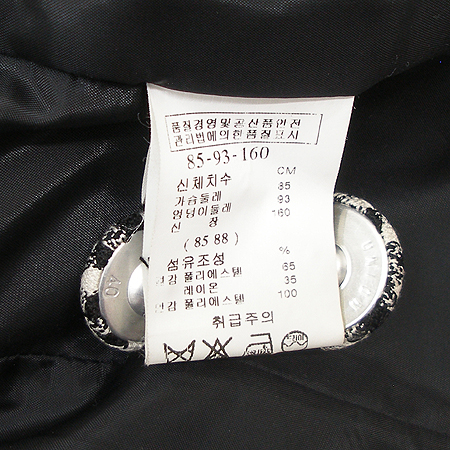 품질경영및공산품안전
관리법에의한품질표시
85-93-160
신체치수 CM
가슴둘레 85
엉덩이둘레 93
신 장 160
( 85 88 )
섬유조성 %
겉감 폴리에스텔 65
레이온 35
안감 폴리에스텔 100
취급주의
40